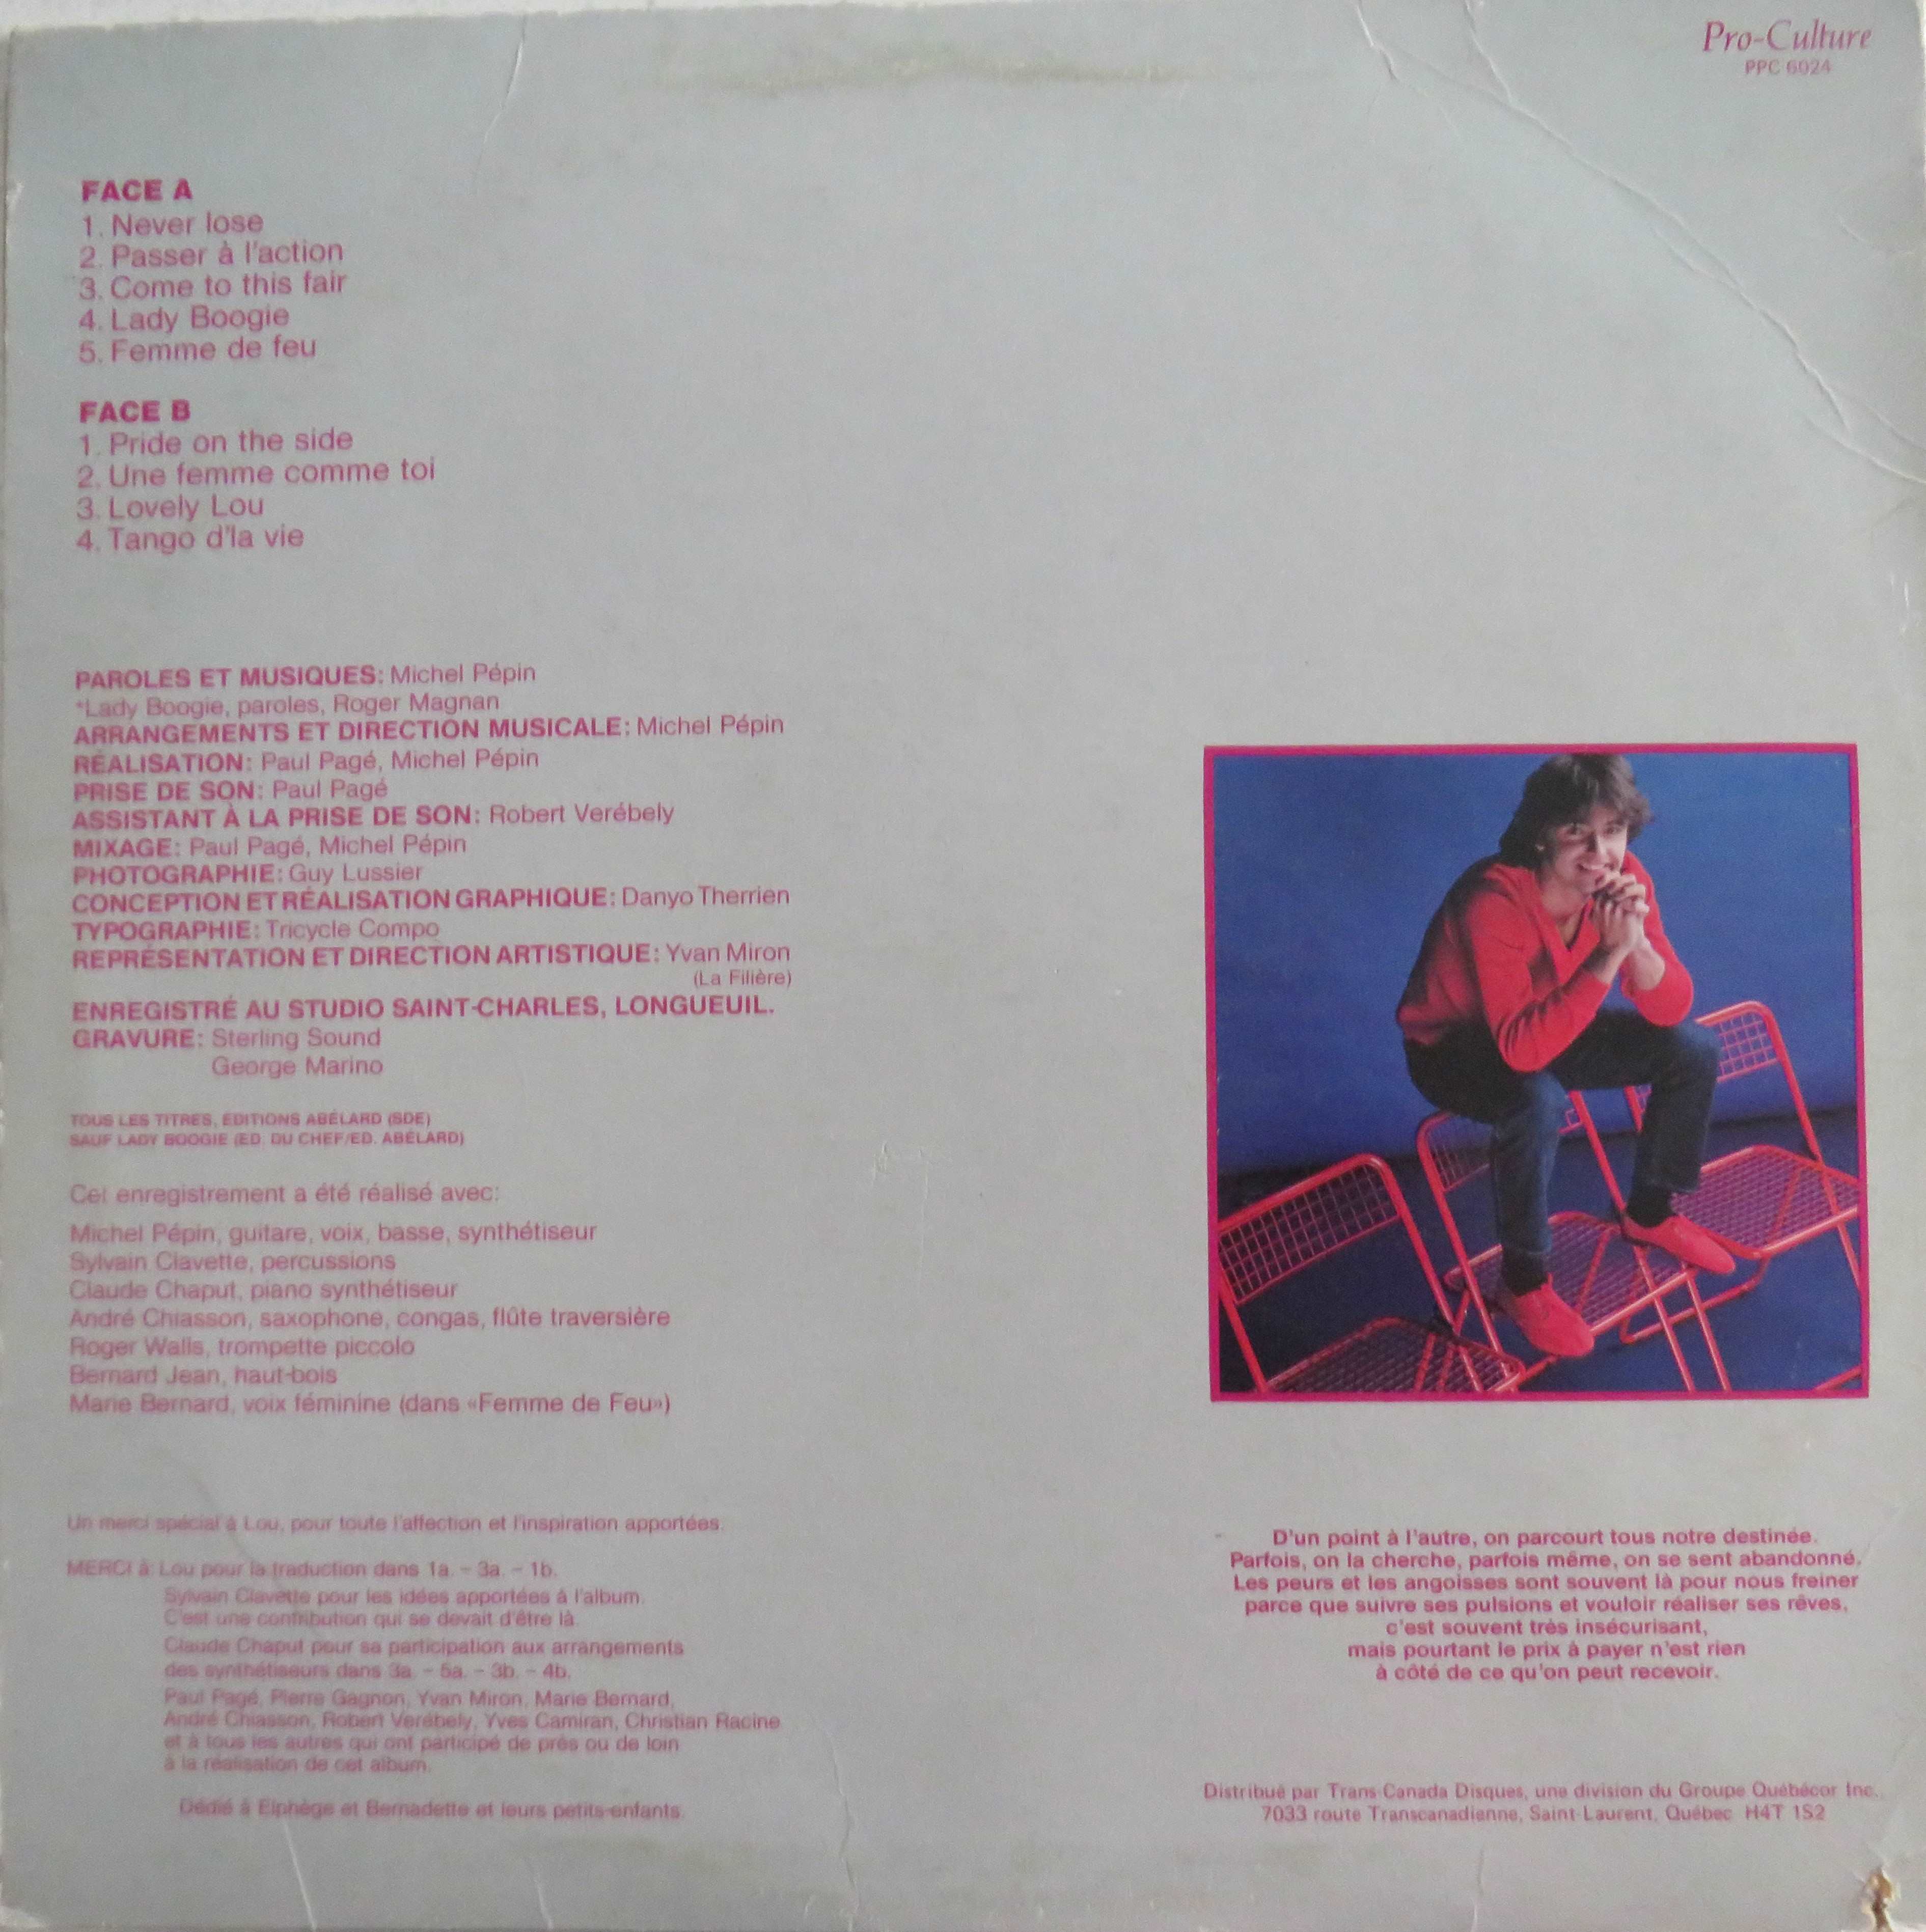 Pro-Culture
PPC 6024
FACE A
1. Never lose
2. Passer à l'action
3. Come to this fair
4. Lady Boogie
5. Femme de feu
FACE B
1. Pride on the side
2. Une femme comme toi
3. Lovely Lou
4. Tango d'la vie
PAROLES ET MUSIQUES: Michel Pépin
*Lady Boogie, paroles, Roger Magnan
ARRANGEMENTS ET DIRECTION MUSICALE: Michel Pépin
RÉALISATION: Paul Pagé, Michel Pépin
PRISE DE SON: Paul Pagé
ASSISTANT À LA PRISE DE SON: Robert Verébely
MIXAGE: Paul Pagé, Michel Pépin
PHOTOGRAPHIE: Guy Lussier
CONCEPTION ET RÉALISATION GRAPHIQUE: Danyo Therrien
TYPOGRAPHIE: Tricycle Compo
REPRÉSENTATION ET DIRECTION ARTISTIQUE: Yvan Miron
(La Filière)
ENREGISTRÉ AU STUDIO SAINT-CHARLES, LONGUEUIL.
GRAVURE: Sterling Sound
George Marino
TOUS LES TITRES, ÉDITIONS ABÉLARD (SDE)
SAUF LADY BOOGIE (ÉD. DU CHEF/ÉD. ABÉLARD)
Cet enregistrement a été réalisé avec:
Michel Pépin, guitare, voix, basse, synthétiseur
Sylvain Clavette, percussions
Claude Chaput, piano synthétiseur
André Chiasson, saxophone, congas, flûte traversière
Roger Walls, trompette piccolo
Bernard Jean, haut-bois
Marie Bernard, voix féminine (dans «Femme de Feu»)
Un merci spécial à Lou, pour toute l'affection et l'inspiration apportées.
MERCI à: Lou pour la traduction dans 1a. – 3a. – 1b.
Sylvain Clavette pour les idées apportées à l'album.
C'est une contribution qui se devait d'être là.
Claude Chaput pour sa participation aux arrangements
des synthétiseurs dans 3a. – 5a. – 3b. – 4b.
Paul Pagé, Pierre Gagnon, Yvan Miron, Marie Bernard,
André Chiasson, Robert Verébely, Yves Camiran, Christian Racine
et à tous les autres qui ont participé de près ou de loin
à la réalisation de cet album.
Dédié à Elphège et Bernadette et leurs petits-enfants.
D'un point à l'autre, on parcourt tous notre destinée.
Parfois, on la cherche, parfois même, on se sent abandonné.
Les peurs et les angoisses sont souvent là pour nous freiner
parce que suivre ses pulsions et vouloir réaliser ses rêves,
c'est souvent très insécurisant,
mais pourtant le prix à payer n'est rien
à côté de ce qu'on peut recevoir.
Distribué par Trans-Canada Disques, une division du Groupe Québécor Inc.
7033 route Transcanadienne, Saint-Laurent, Québec H4T 1S2